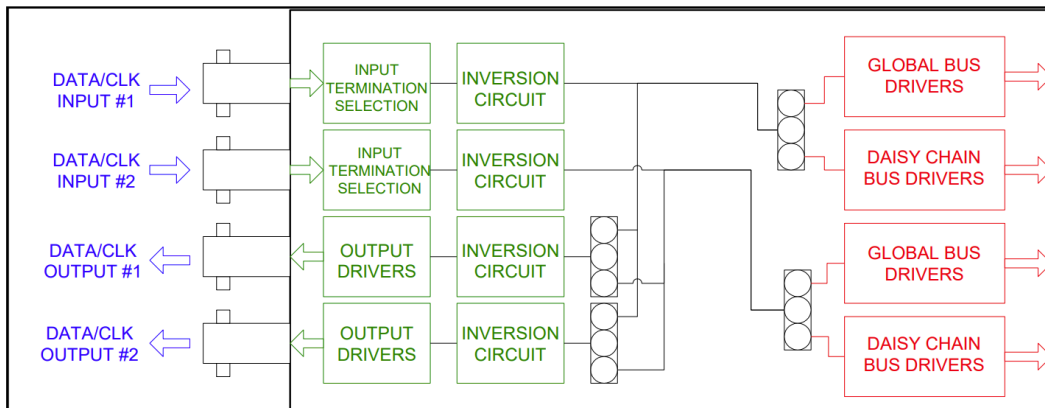 DATA/CLK
INPUT #1
INPUT
TERMINATION
SELECTION
INVERSION
CIRCUIT
GLOBAL BUS
DRIVERS
DATA/CLK
INPUT #2
INPUT
TERMINATION
SELECTION
INVERSION
CIRCUIT
DAISY CHAIN
BUS DRIVERS
DATA/CLK
OUTPUT #1
OUTPUT
DRIVERS
INVERSION
CIRCUIT
GLOBAL BUS
DRIVERS
DATA/CLK
OUTPUT #2
OUTPUT
DRIVERS
INVERSION
CIRCUIT
DAISY CHAIN
BUS DRIVERS